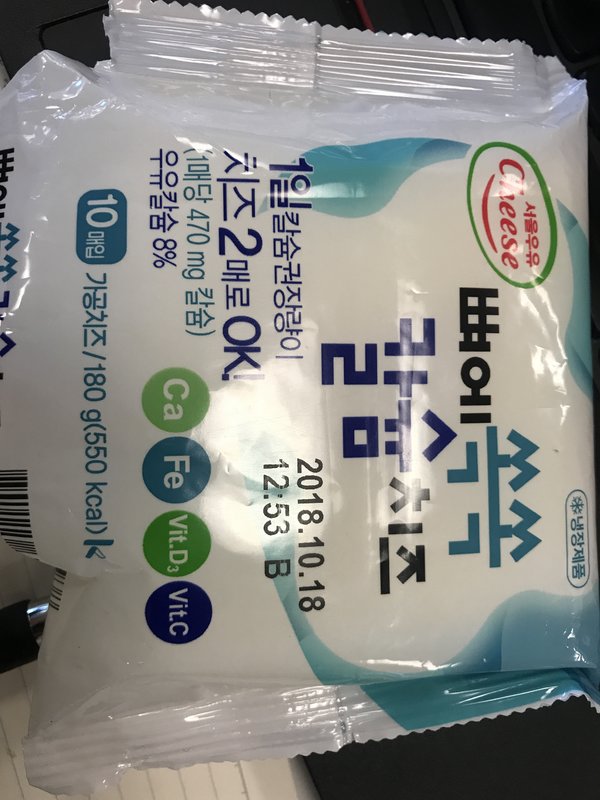 서울우유
Cheese
뼈에 쏙쏙
칼슘치즈
냉장제품
1일 칼슘 권장량이
치즈 2매로 OK!
(1매당 470 mg 칼슘)
우유칼슘 8%
2018.10.18
12:53 B
Ca
Fe
Vit.D3
Vit.C
10매입 가공치즈/180 g(550 kcal)